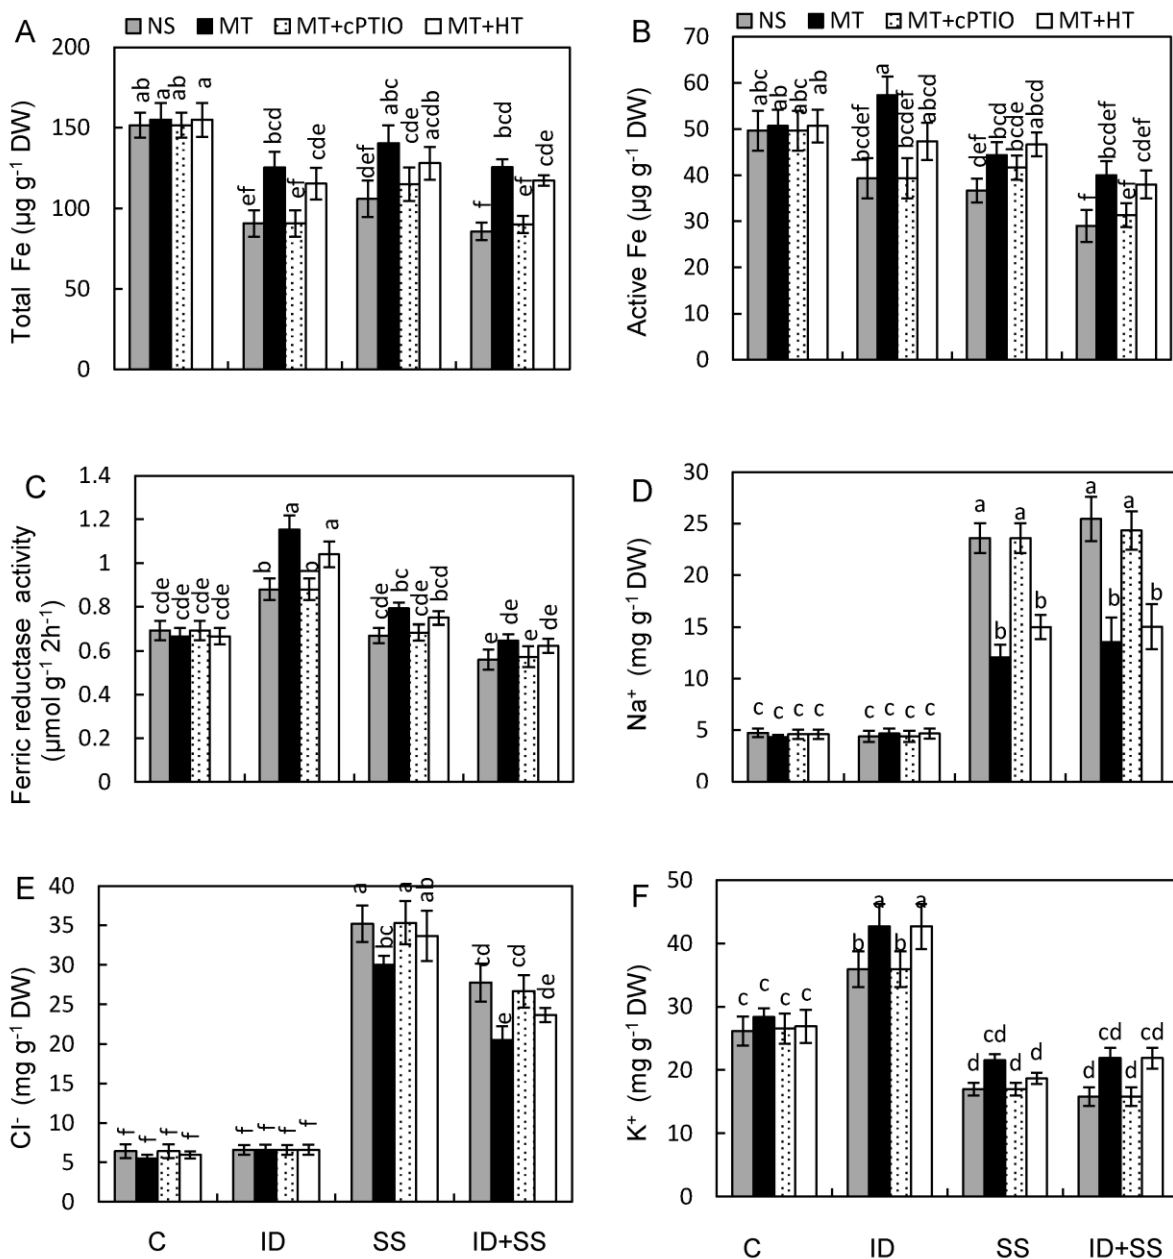 A
NS MT MT+cPTIO MT+HT
Total Fe (µg g⁻¹ DW)
200
150
100
50
0
ab a ab a
ef bcd ef cde
def abc cde acdb
f bcd ef cde
B
NS MT MT+cPTIO MT+HT
Active Fe (µg g⁻¹ DW)
70
60
50
40
30
20
10
0
abc ab abc ab
bcdef a bcdef abcd
def bcd bcde abcd
f bcdef ef cdef
C
Ferric reductase activity
(µmol g⁻¹ 2h⁻¹)
1.4
1.2
1
0.8
0.6
0.4
0.2
0
cde cde cde cde
b a b a
cde bc cde bcd
e de e de
D
Na⁺ (mg g⁻¹ DW)
30
25
20
15
10
5
0
c c c c
c c c c
a b a b
a b a b
E
Cl⁻ (mg g⁻¹ DW)
40
35
30
25
20
15
10
5
0
f f f f
f f f f
a bc a ab
cd e cd de
C ID SS ID+SS
F
K⁺ (mg g⁻¹ DW)
50
40
30
20
10
0
c c c c
b a b a
d cd d d
d cd d cd
C ID SS ID+SS